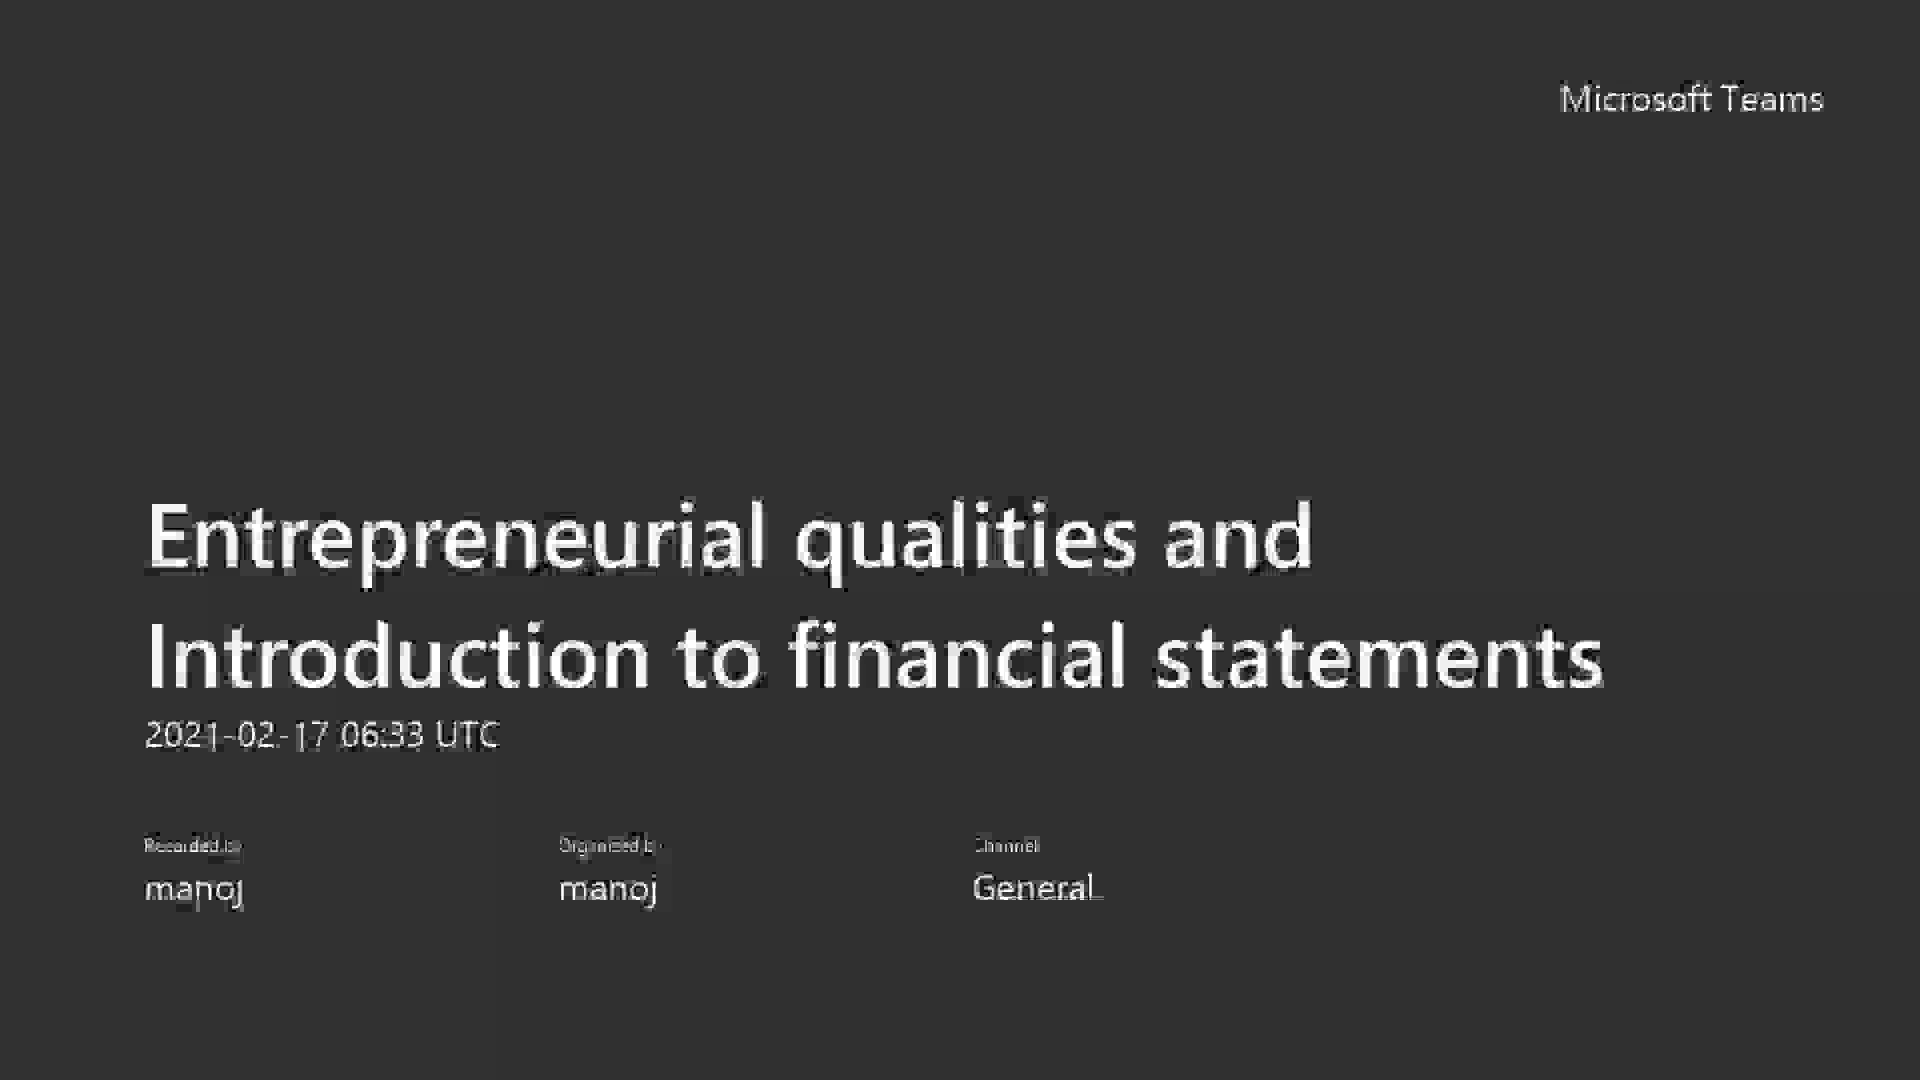 Microsoft Teams
Entrepreneurial qualities and
Introduction to financial statements
2021-02-17 06:33 UTC
Recorded by
Organized by
Channel
manoj
manoj
General